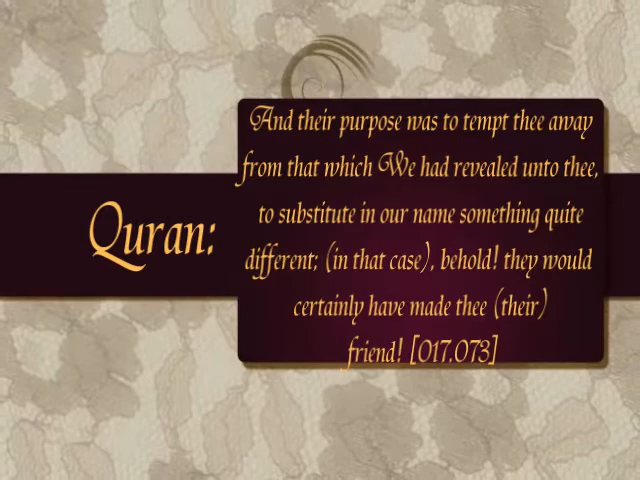 Quran:
And their purpose was to tempt thee away
from that which We had revealed unto thee,
to substitute in our name something quite
different; (in that case), behold! they would
certainly have made thee (their)
friend! [017.073]